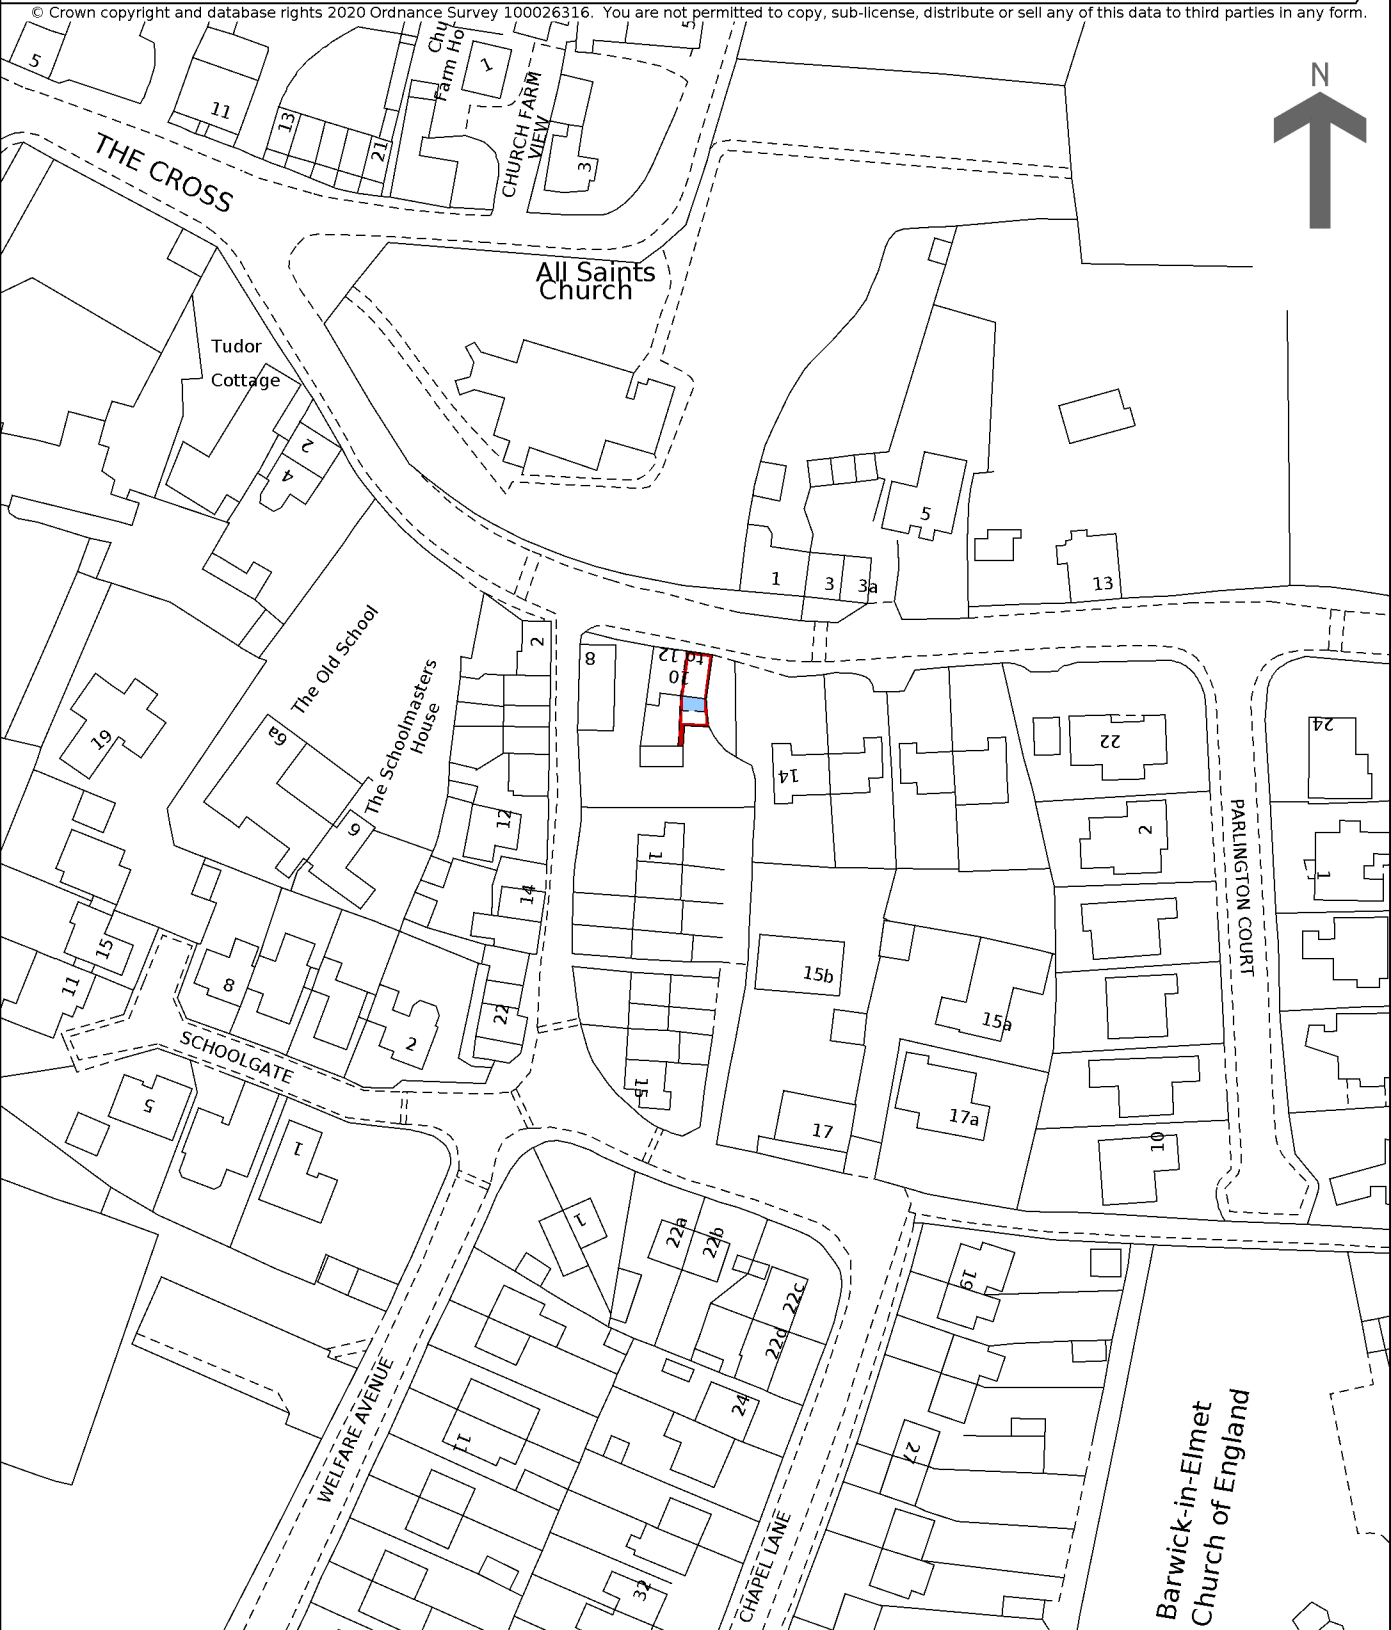 © Crown copyright and database rights 2020 Ordnance Survey 100026316.  You are not permitted to copy, sub-license, distribute or sell any of this data to third parties in any form.
N
5
11
13
21
THE CROSS
Farm
1
CHURCH FARM
VIEW
3
5
All Saints
Church
Tudor
Cottage
2
4
5
1
3
3a
13
The Old School
The Schoolmasters
House
19
6a
6
2
8
12
to
10
14
22
24
12
14
1
2
1
PARLINGTON COURT
15
11
8
2
22
15b
15a
SCHOOLGATE
5
1
15
17
17a
10
1
22a
22b
22c
22d
19
WELFARE AVENUE
11
24
27
32
CHAPEL LANE
Barwick-in-Elmet
Church of England